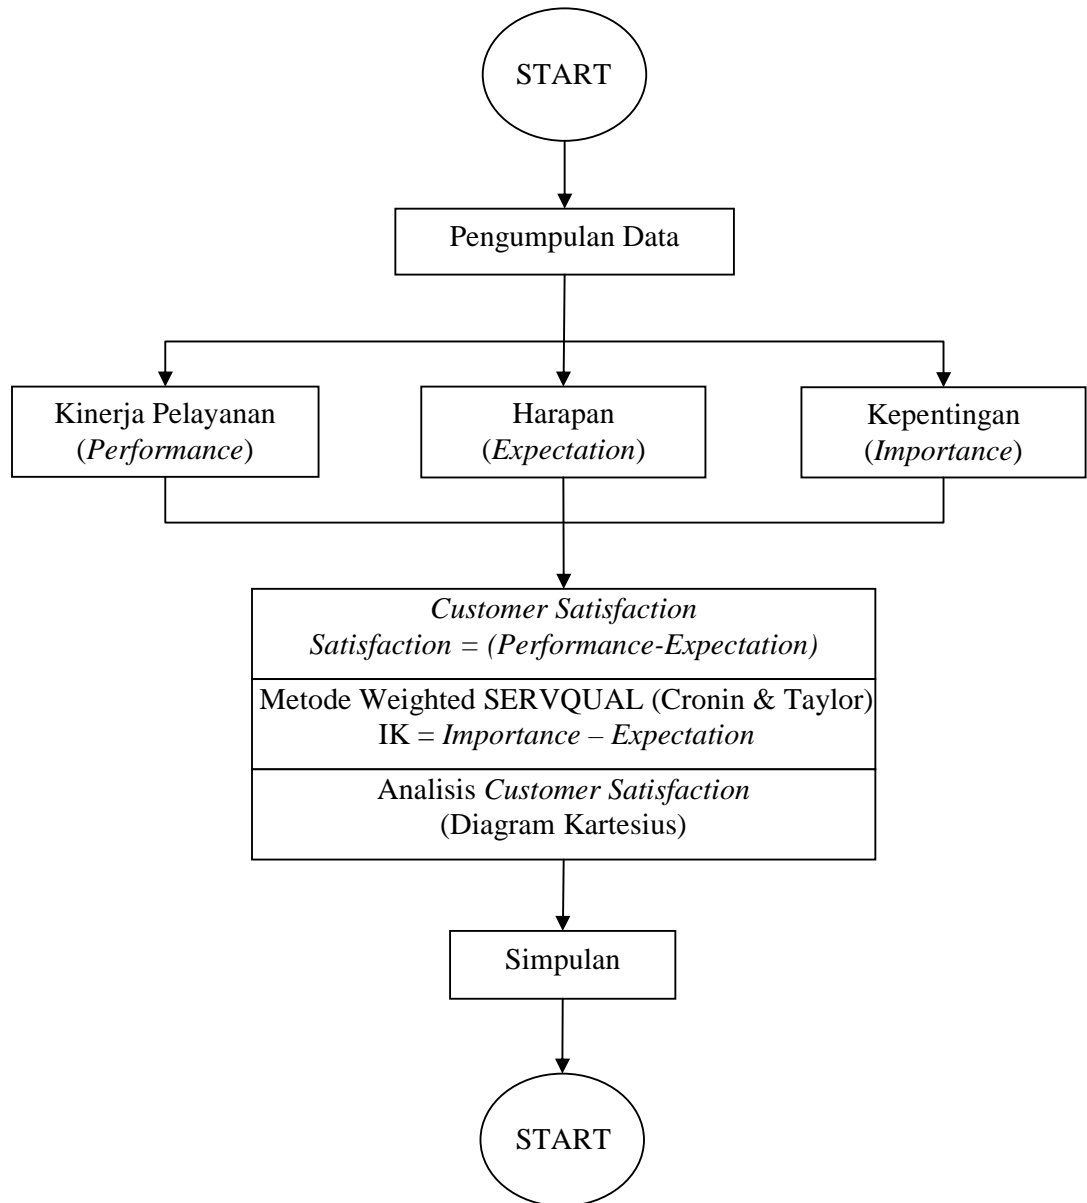 START
Pengumpulan Data
Kinerja Pelayanan
(Performance)
Harapan
(Expectation)
Kepentingan
(Importance)
Customer Satisfaction
Satisfaction = (Performance-Expectation)
Metode Weighted SERVQUAL (Cronin & Taylor)
IK = Importance – Expectation
Analisis Customer Satisfaction
(Diagram Kartesius)
Simpulan
START